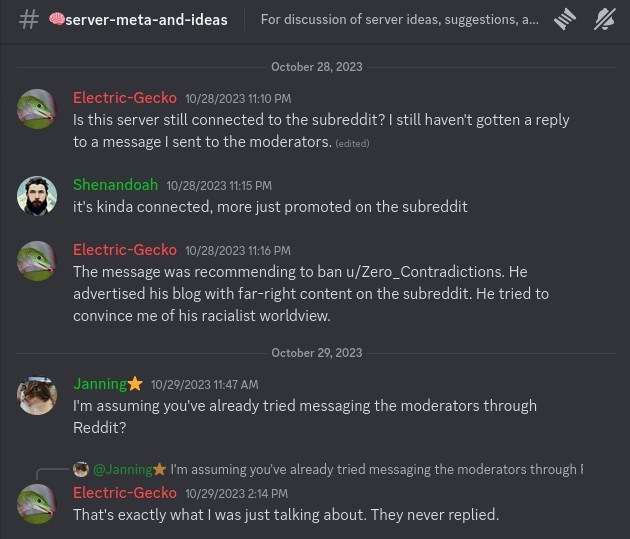 # 🧠server-meta-and-ideas For discussion of server ideas, suggestions, a...
October 28, 2023
Electric-Gecko 10/28/2023 11:10 PM
Is this server still connected to the subreddit? I still haven't gotten a reply
to a message I sent to the moderators. (edited)
Shenandoah 10/28/2023 11:15 PM
it's kinda connected, more just promoted on the subreddit
Electric-Gecko 10/28/2023 11:16 PM
The message was recommending to ban u/Zero_Contradictions. He
advertised his blog with far-right content on the subreddit. He tried to
convince me of his racialist worldview.
October 29, 2023
Janning⭐ 10/29/2023 11:47 AM
I'm assuming you've already tried messaging the moderators through
Reddit?
@Janning⭐ I'm assuming you've already tried messaging the moderators through
Electric-Gecko 10/29/2023 2:14 PM
That's exactly what I was just talking about. They never replied.